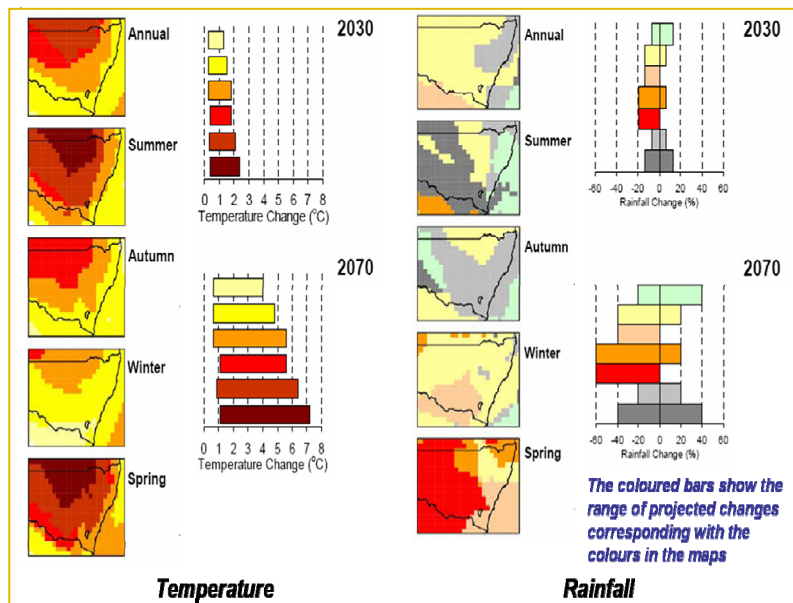 Annual
Summer
Autumn
Winter
Spring
2030
0 1 2 3 4 5 6 7 8
Temperature Change (°C)
2070
0 1 2 3 4 5 6 7 8
Temperature Change (°C)
Temperature
Annual
Summer
Autumn
Winter
Spring
2030
-60 -40 -20 0 20 40 60
Rainfall Change (%)
2070
-60 -40 -20 0 20 40 60
Rainfall Change (%)
The coloured bars show the
range of projected changes
corresponding with the
colours in the maps
Rainfall